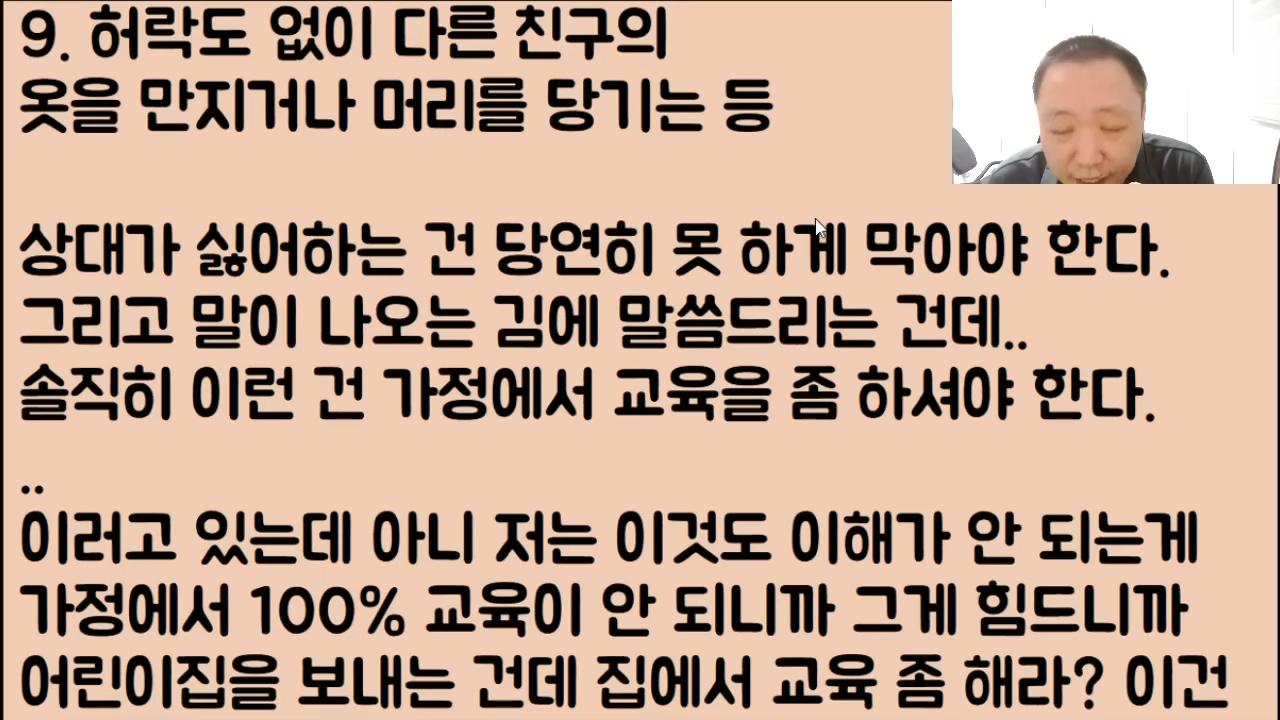 9. 허락도 없이 다른 친구의
옷을 만지거나 머리를 당기는 등
상대가 싫어하는 건 당연히 못 하게 막아야 한다.
그리고 말이 나오는 김에 말씀드리는 건데..
솔직히 이런 건 가정에서 교육을 좀 하셔야 한다.
..
이러고 있는데 아니 저는 이것도 이해가 안 되는게
가정에서 100% 교육이 안 되니까 그게 힘드니까
어린이집을 보내는 건데 집에서 교육 좀 해라? 이건